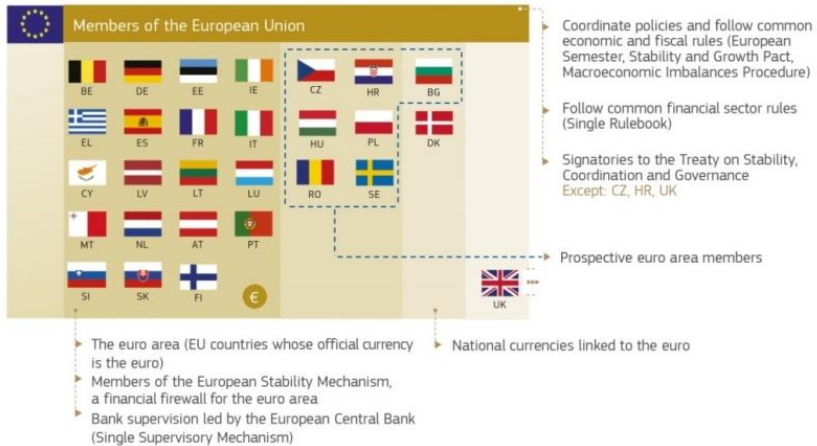 Members of the European Union
BE DE EE IE CZ HR BG
EL ES FR IT HU PL DK
CY LV LT LU RO SE
MT NL AT PT
SI SK FI € UK
Coordinate policies and follow common
economic and fiscal rules (European
Semester, Stability and Growth Pact,
Macroeconomic Imbalances Procedure)
Follow common financial sector rules
(Single Rulebook)
Signatories to the Treaty on Stability,
Coordination and Governance
Except: CZ, HR, UK
Prospective euro area members
The euro area (EU countries whose official currency
is the euro)
Members of the European Stability Mechanism,
a financial firewall for the euro area
Bank supervision led by the European Central Bank
(Single Supervisory Mechanism)
National currencies linked to the euro